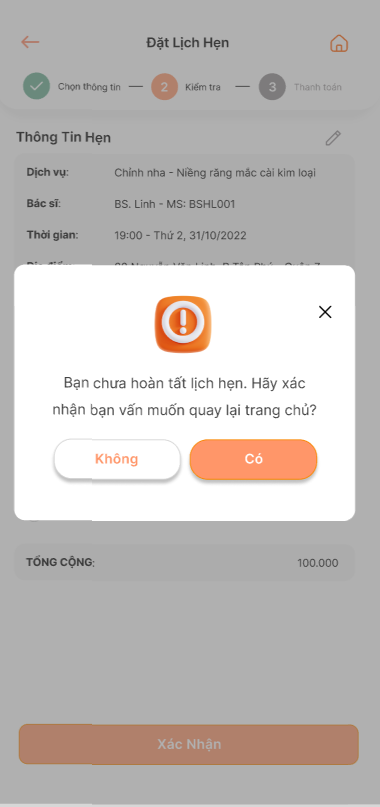 Đặt Lịch Hẹn
Chọn thông tin
2
Kiểm tra
3
Thanh toán
Thông Tin Hẹn
Dịch vụ: Chỉnh nha - Niềng răng mắc cài kim loại
Bác sĩ: BS. Linh - MS: BSHL001
Thời gian: 19:00 - Thứ 2, 31/10/2022
Bạn chưa hoàn tất lịch hẹn. Hãy xác
nhận bạn vấn muốn quay lại trang chủ?
Không
Có
TỔNG CỘNG: 100.000
Xác Nhận